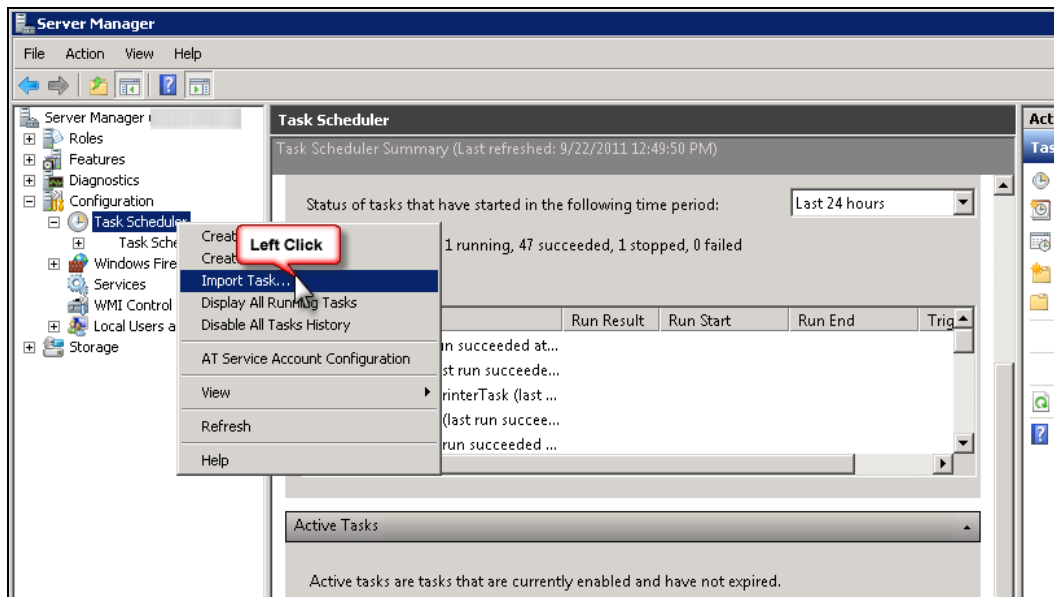 Server Manager
File Action View Help
Server Manager
Roles
Features
Diagnostics
Configuration
Task Scheduler
Task Sche
Windows Fire
Services
WMI Control
Local Users a
Storage
Creat
Left Click
Creat
Import Task...
Display All Running Tasks
Disable All Tasks History
AT Service Account Configuration
View
Refresh
Help
Task Scheduler
Task Scheduler Summary (Last refreshed: 9/22/2011 12:49:50 PM)
Status of tasks that have started in the following time period:
Last 24 hours
1 running, 47 succeeded, 1 stopped, 0 failed
Run Result Run Start Run End Trig
un succeeded at...
st run succeede...
rinterTask (last ...
(last run succee...
run succeeded ...
Active Tasks
Active tasks are tasks that are currently enabled and have not expired.
Act
Tas